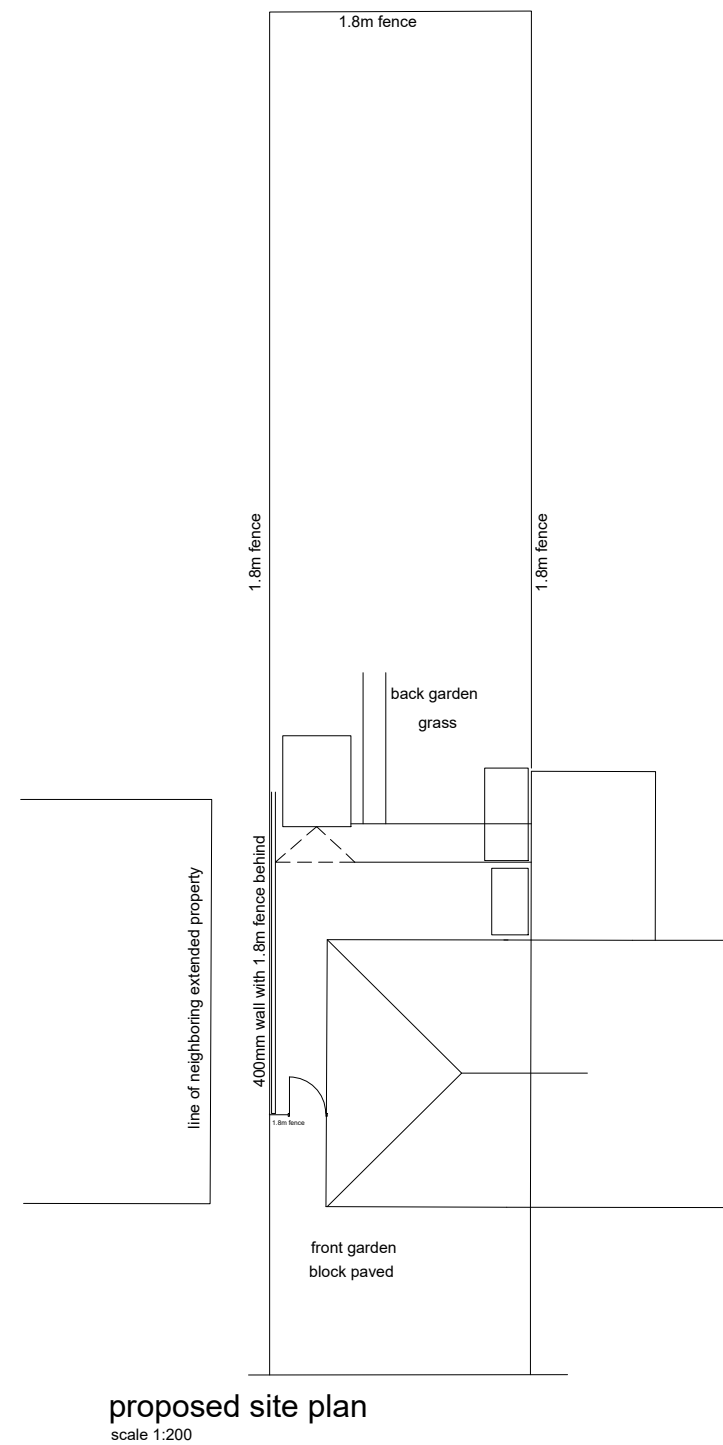 1.8m fence
1.8m fence
1.8m fence
back garden
grass
400mm wall with 1.8m fence behind
line of neighboring extended property
1.8m fence
front garden
block paved
proposed site plan
scale 1:200